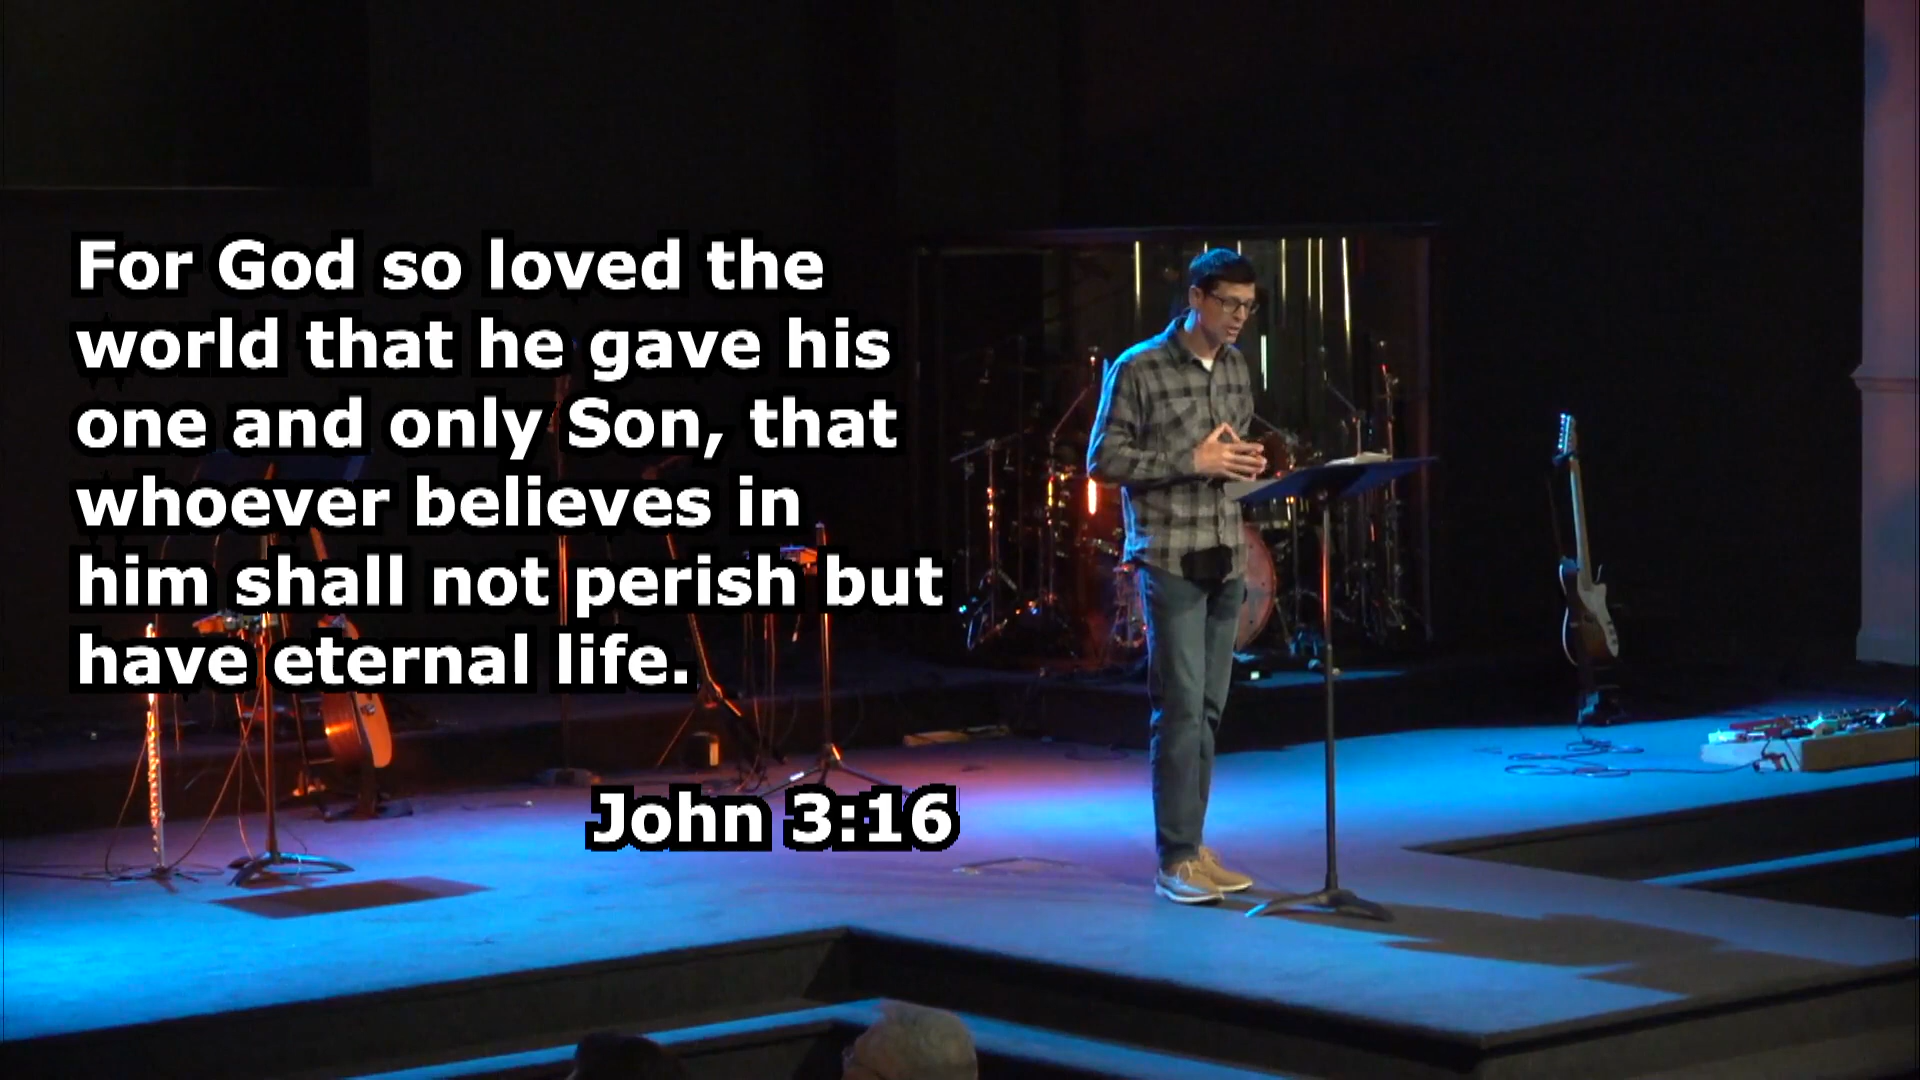 For God so loved the
world that he gave his
one and only Son, that
whoever believes in
him shall not perish but
have eternal life.
John 3:16